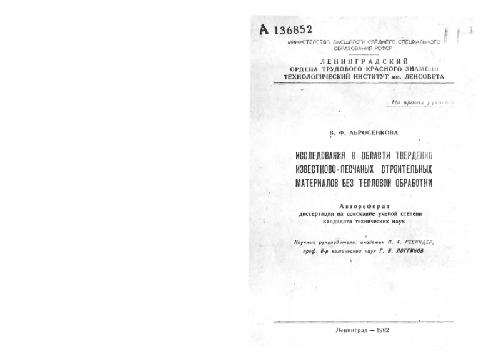 А 136852
МИНИСТЕРСТВО ВЫСШЕГО И СРЕДНЕГО СПЕЦИАЛЬНОГО
ОБРАЗОВАНИЯ РСФСР
ЛЕНИНГРАДСКИЙ
ОРДЕНА ТРУДОВОГО КРАСНОГО ЗНАМЕНИ
ТЕХНОЛОГИЧЕСКИЙ ИНСТИТУТ им. ЛЕНСОВЕТА
На правах рукописи
В. Ф. АБРОСЕНКОВА
ИССЛЕДОВАНИЯ В ОБЛАСТИ ТВЕРДЕНИЯ
ИЗВЕСТКОВО-ПЕСЧАНЫХ СТРОИТЕЛЬНЫХ
МАТЕРИАЛОВ БЕЗ ТЕПЛОВОЙ ОБРАБОТКИ
Автореферат
диссертации на соискание ученой степени
кандидата технических наук
Научные руководители: академик П. А. РЕБИНДЕР,
проф. д-р химических наук Г. И. ЛОГГИНОВ
Ленинград — 1962